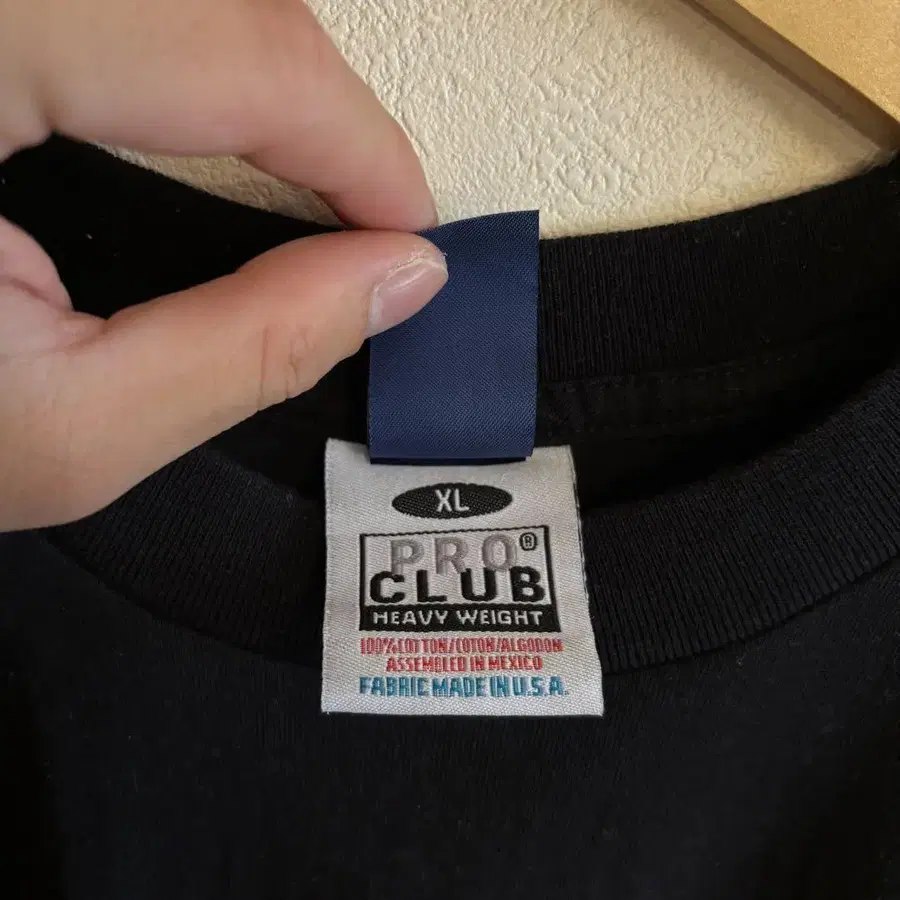 XL
PRO®
CLUB
HEAVY WEIGHT
100% COTTON/COTON/ALGODON
ASSEMBLED IN MEXICO
FABRIC MADE IN U.S.A.